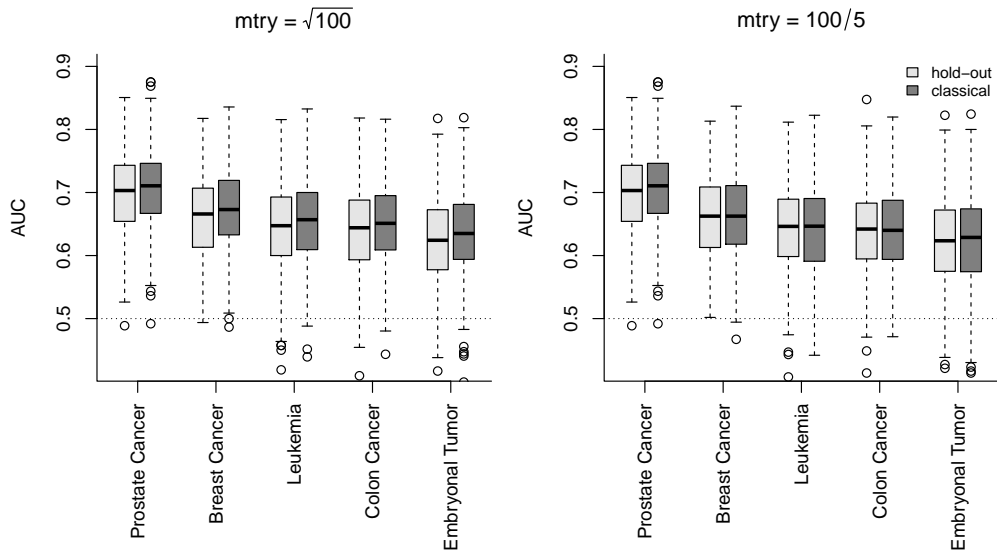 mtry = √100
AUC
0.9
0.8
0.7
0.6
0.5
Prostate Cancer
Breast Cancer
Leukemia
Colon Cancer
Embryonal Tumor
mtry = 100/5
AUC
0.9
0.8
0.7
0.6
0.5
hold−out
classical
Prostate Cancer
Breast Cancer
Leukemia
Colon Cancer
Embryonal Tumor